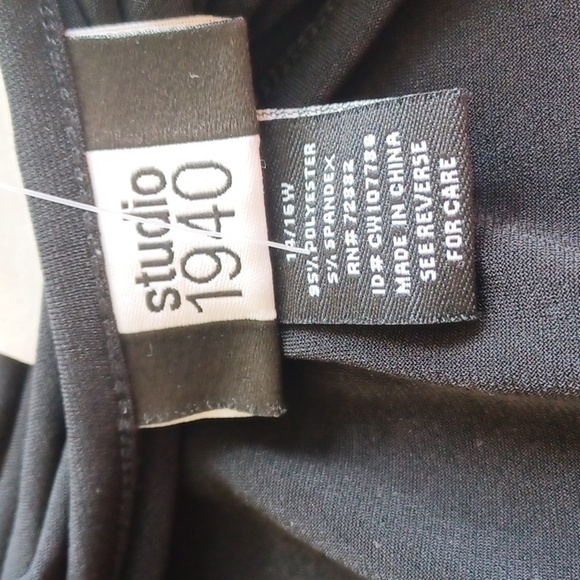 studio
1940
14/16W
95% POLYESTER
5% SPANDEX
RN# 72882
ID# CW107738
MADE IN CHINA
SEE REVERSE
FOR CARE